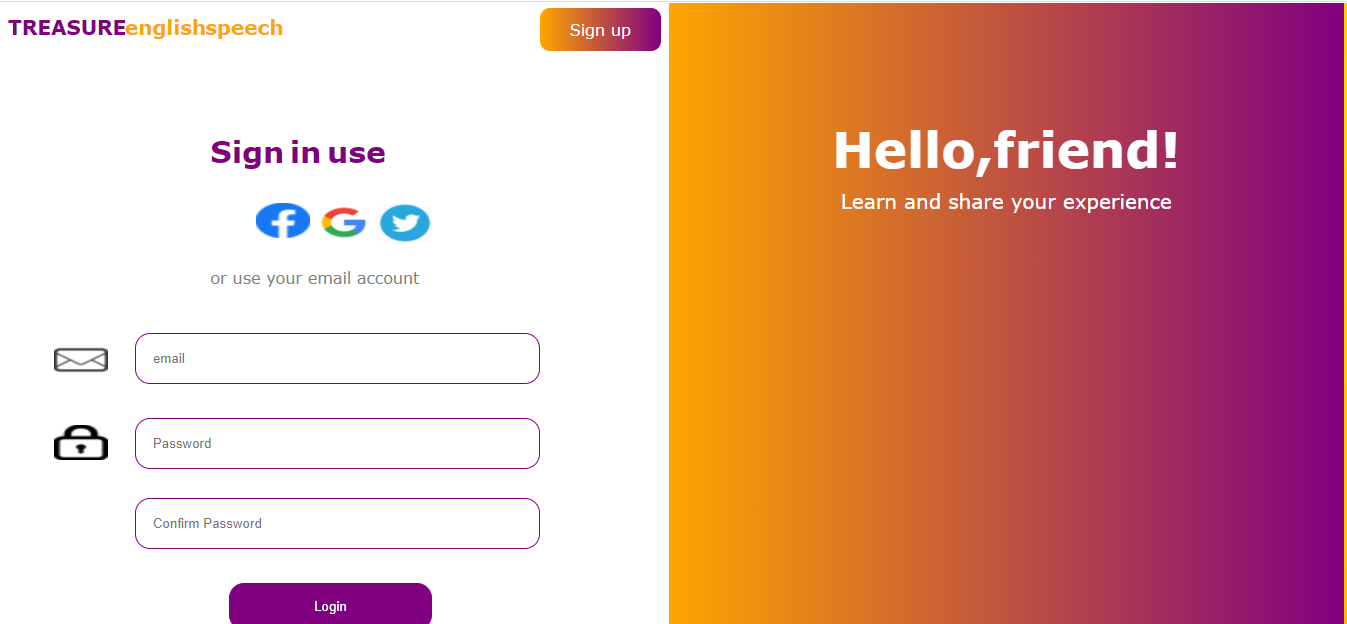 TREASUREenglishspeech
Sign up
Sign in use
or use your email account
email
Password
Confirm Password
Login
Hello,friend!
Learn and share your experience